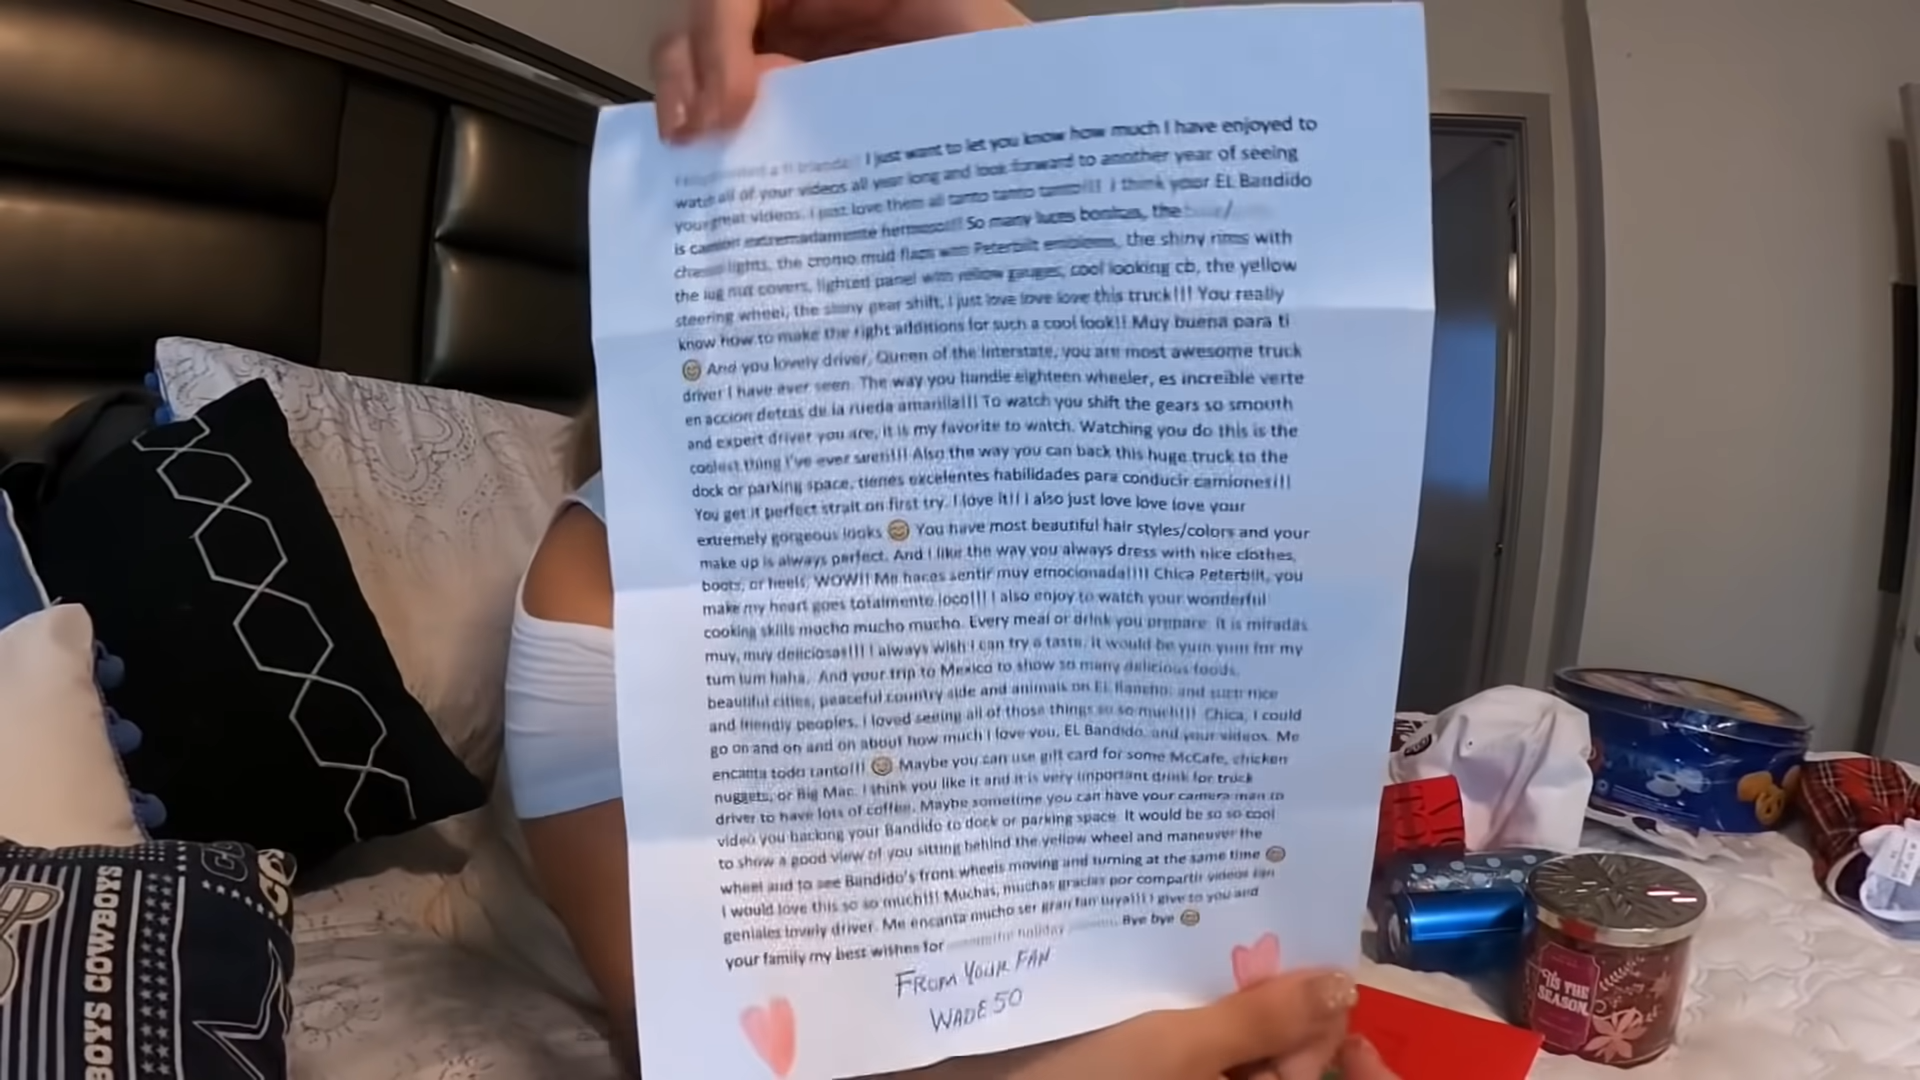 I just want to let you know how much I have enjoyed to
watch all of your videos all year long and look forward to another year of seeing
your great videos. I just love them all tanto tanto tanto!!!! I think your EL Bandido
is camion extremadamente hermoso!!! So many luces bonitas, the
lights, the cromo mud flaps with Peterbilt emblems, the shiny rims with
the lug nut covers, lighted panel with yellow gauges, cool looking cb, the yellow
steering wheel, the shiny gear shift, I just love love love this truck!!! You really
know how to make the right additions for such a cool look!! Muy buena para ti
😊 And you lovely driver, Queen of the Interstate, you are most awesome truck
driver I have ever seen. The way you handle eighteen wheeler, es increible verte
en accion detras de la rueda amarilla!!! To watch you shift the gears so smooth
and expert driver you are, it is my favorite to watch. Watching you do this is the
coolest thing I've ever seen!!! Also the way you can back this huge truck to the
dock or parking space, tienes excelentes habilidades para conducir camiones!!!
You get it perfect strait on first try. I love it!! I also just love love love your
extremely gorgeous looks 😊 You have most beautiful hair styles/colors and your
make up is always perfect. And I like the way you always dress with nice clothes,
boots, or heels, WOW!! Me haces sentir muy emocionada!!!! Chica Peterbilt, you
make my heart goes totalmente loco!!! I also enjoy to watch your wonderful
cooking skills mucho mucho mucho. Every meal or drink you prepare it is miradas
muy, muy deliciosas!!! I always wish I can try a taste. It would be yum yum for my
tum tum haha. And your trip to Mexico to show so many delicious foods,
beautiful cities, peaceful country side and animals on EL Rancho, and such nice
and friendly peoples. I loved seeing all of those things so so much!!! Chica, I could
go on and on and on about how much I love you, EL Bandido, and your videos. Me
encanta todo tanto!!! 😊 Maybe you can use gift card for some McCafe, chicken
nuggets, or Big Mac. I think you like it and it is very important drink for truck
driver to have lots of coffee. Maybe sometime you can have your camera man to
video you backing your Bandido to dock or parking space. It would be so so cool
to show a good view of you sitting behind the yellow wheel and maneuver the
wheel and to see Bandido's front wheels moving and turning at the same time 😊
I would love this so so much!!! Muchas, muchas gracias por compartir videos tan
geniales lovely driver. Me encanta mucho ser gran fan tuya!!! I give to you and
your family my best wishes for holiday Bye bye 😊
FROM YOUR FAN
WADE50
BOYS COWBOYS
'TIS THE
SEASON